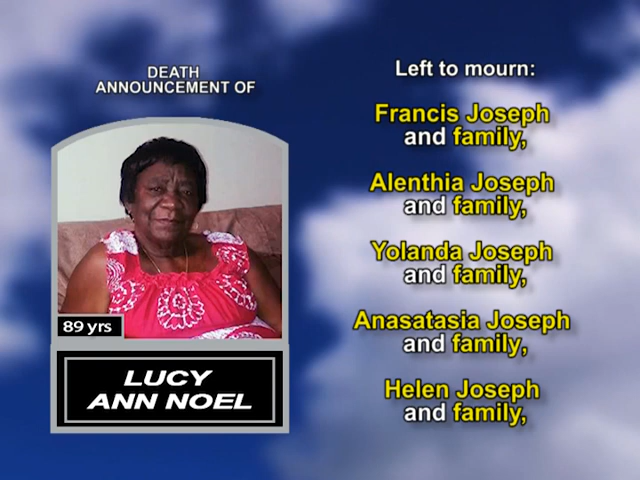 DEATH
ANNOUNCEMENT OF
89 yrs
LUCY
ANN NOEL
Left to mourn:
Francis Joseph
and family,
Alenthia Joseph
and family,
Yolanda Joseph
and family,
Anasatasia Joseph
and family,
Helen Joseph
and family,